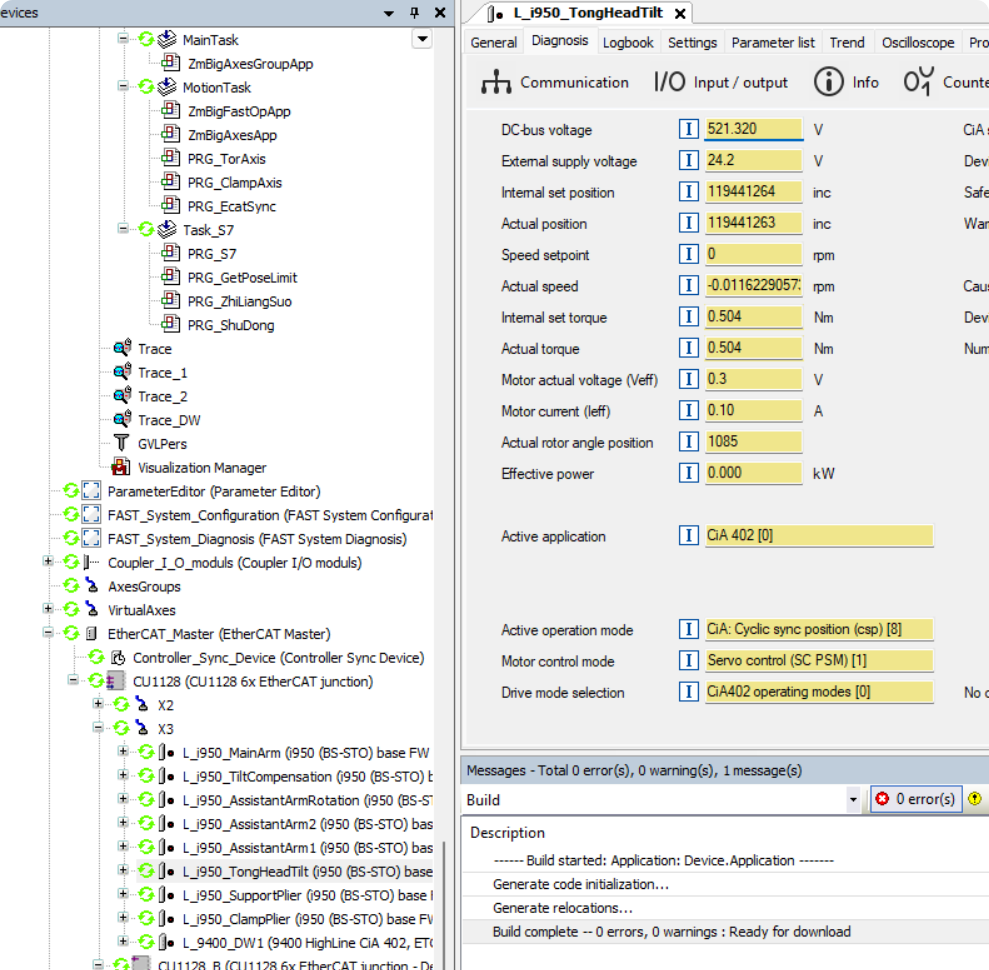 evices
MainTask
ZmBigAxesGroupApp
MotionTask
ZmBigFastOpApp
ZmBigAxesApp
PRG_TorAxis
PRG_ClampAxis
PRG_EcatSync
Task_S7
PRG_S7
PRG_GetPoseLimit
PRG_ZhiLiangSuo
PRG_ShuDong
Trace
Trace_1
Trace_2
Trace_DW
GVLPers
Visualization Manager
ParameterEditor (Parameter Editor)
FAST_System_Configuration (FAST System Configurat
FAST_System_Diagnosis (FAST System Diagnosis)
Coupler_I_O_moduls (Coupler I/O moduls)
AxesGroups
VirtualAxes
EtherCAT_Master (EtherCAT Master)
Controller_Sync_Device (Controller Sync Device)
CU1128 (CU1128 6x EtherCAT junction)
X2
X3
L_i950_MainArm (i950 (BS-STO) base FW
L_i950_TiltCompensation (i950 (BS-STO) b
L_i950_AssistantArmRotation (i950 (BS-ST
L_i950_AssistantArm2 (i950 (BS-STO) bas
L_i950_AssistantArm1 (i950 (BS-STO) bas
L_i950_TongHeadTilt (i950 (BS-STO) base
L_i950_SupportPlier (i950 (BS-STO) base F
L_i950_ClampPlier (i950 (BS-STO) base FW
L_9400_DW1 (9400 HighLine CiA 402, ETC
CU1128_B (CU1128 6x EtherCAT junction - De
L_i950_TongHeadTilt
General Diagnosis Logbook Settings Parameter list Trend Oscilloscope Pro
Communication I/O Input / output Info Counte
DC-bus voltage 521.320 V CiA s
External supply voltage 24.2 V Devi
Internal set position 119441264 inc Safe
Actual position 119441263 inc War
Speed setpoint 0 rpm
Actual speed -0.0116229057: rpm Caus
Internal set torque 0.504 Nm Devi
Actual torque 0.504 Nm Num
Motor actual voltage (Veff) 0.3 V
Motor current (Ieff) 0.10 A
Actual rotor angle position 1085
Effective power 0.000 kW
Active application CiA 402 [0]
Active operation mode CiA: Cyclic sync position (csp) [8]
Motor control mode Servo control (SC PSM) [1]
Drive mode selection CiA402 operating modes [0] No c
Messages - Total 0 error(s), 0 warning(s), 1 message(s)
Build 0 error(s)
Description
------ Build started: Application: Device.Application -------
Generate code initialization...
Generate relocations...
Build complete -- 0 errors, 0 warnings : Ready for download